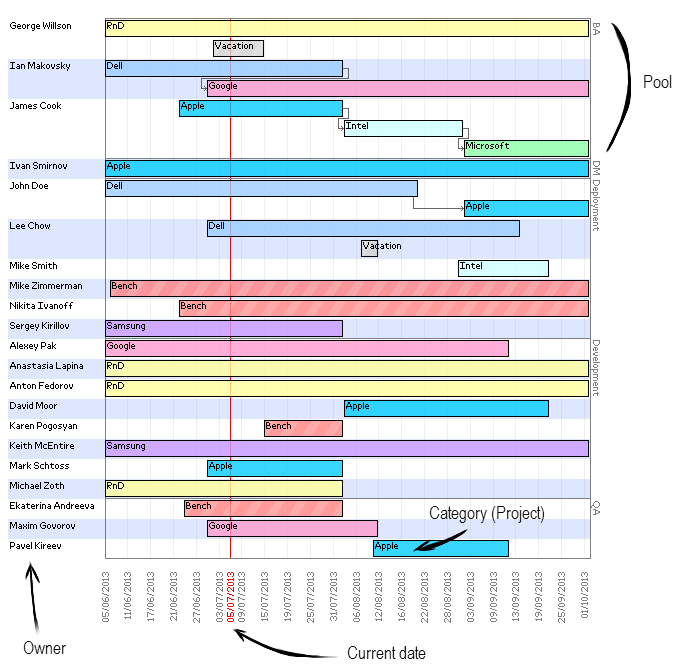 George Willson RnD BA
Vacation
Ian Makovsky Dell
Google
Pool
James Cook Apple
Intel
Microsoft
Ivan Smirnov Apple DM
John Doe Dell Deployment
Apple
Lee Chow Dell
Vacation
Mike Smith Intel
Mike Zimmerman Bench
Nikita Ivanoff Bench
Sergey Kirillov Samsung
Alexey Pak Google Development
Anastasia Lapina RnD
Anton Fedorov RnD
David Moor Apple
Karen Pogosyan Bench
Keith McEntire Samsung
Mark Schtoss Apple
Michael Zoth RnD
Ekaterina Andreeva Bench QA
Category (Project)
Maxim Govorov Google
Pavel Kireev Apple
05/06/2013
11/06/2013
17/06/2013
21/06/2013
27/06/2013
03/07/2013
05/07/2013
09/07/2013
15/07/2013
19/07/2013
25/07/2013
31/07/2013
06/08/2013
12/08/2013
16/08/2013
22/08/2013
28/08/2013
03/09/2013
09/09/2013
13/09/2013
19/09/2013
25/09/2013
01/10/2013
Owner
Current date